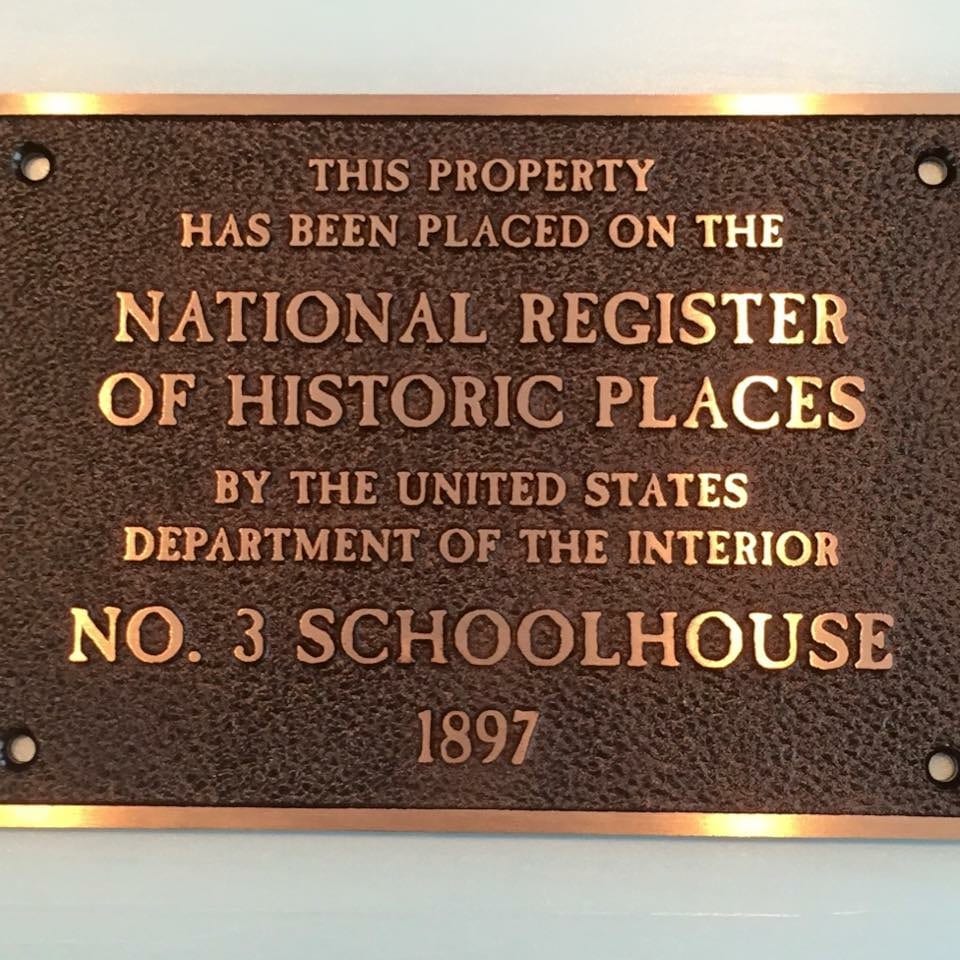 THIS PROPERTY
HAS BEEN PLACED ON THE
NATIONAL REGISTER
OF HISTORIC PLACES
BY THE UNITED STATES
DEPARTMENT OF THE INTERIOR
NO. 3 SCHOOLHOUSE
1897